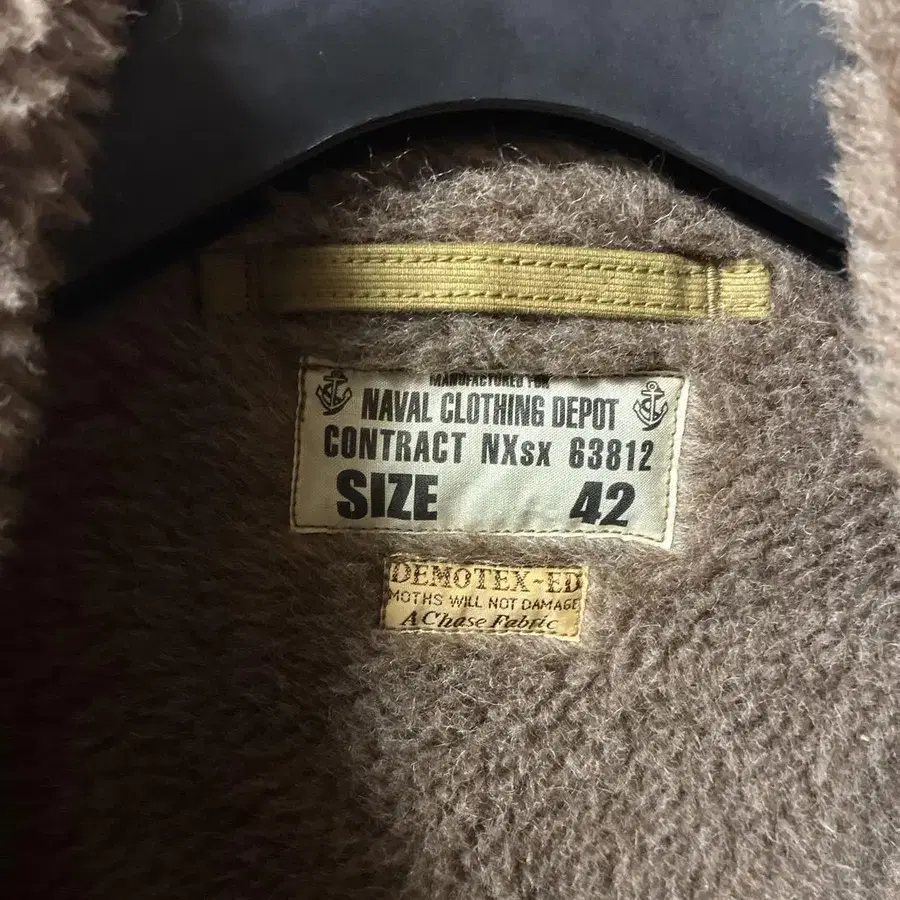 MANUFACTURED FOR
NAVAL CLOTHING DEPOT
CONTRACT NXsx 63812
SIZE 42
DEMOTEX-ED
MOTHS WILL NOT DAMAGE
A Chase Fabric